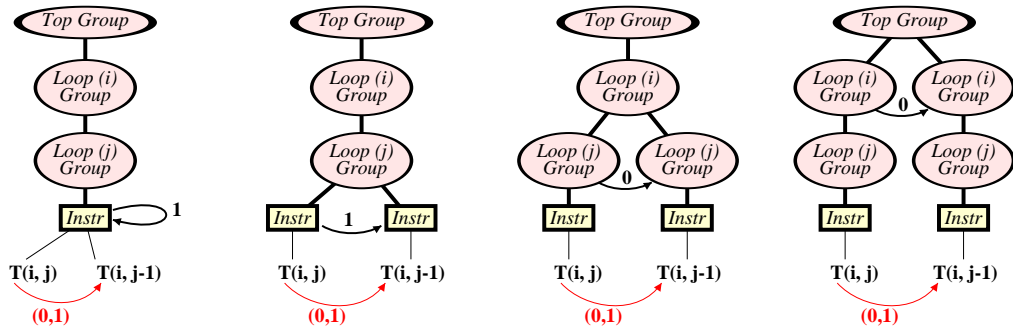 Top Group
Loop (i)
Group
Loop (j)
Group
Instr
1
T(i, j)
T(i, j-1)
(0,1)
Top Group
Loop (i)
Group
Loop (j)
Group
Instr
1
Instr
T(i, j)
T(i, j-1)
(0,1)
Top Group
Loop (i)
Group
Loop (j)
Group
0
Loop (j)
Group
Instr
Instr
T(i, j)
T(i, j-1)
(0,1)
Top Group
Loop (i)
Group
0
Loop (i)
Group
Loop (j)
Group
Loop (j)
Group
Instr
Instr
T(i, j)
T(i, j-1)
(0,1)